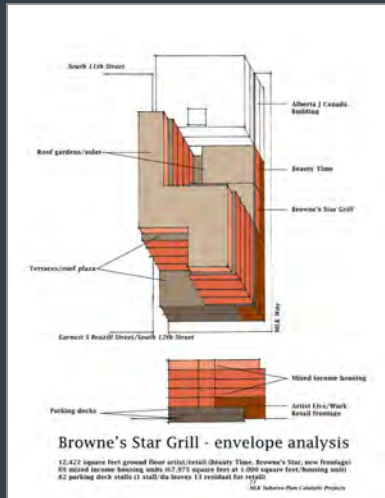 South 11th Street
Alberta J Canada
Building
Roof gardens/solar
Beauty Time
Browne's Star Grill
Terraces/roof plaza
MLK Way
Earnest S Brazill Street/South 12th Street
Mixed income housing
Artist Live/Work
Retail frontage
Parking decks
Browne's Star Grill - envelope analysis
12,422 square feet ground floor artist/retail (Beauty Time, Browne's Star, new frontage)
69 mixed income housing units (67,975 square feet at 1,000 square feet/housing unit)
82 parking deck stalls (1 stall/du leaves 13 residual for retail)
MLK Subarea Plan Catalytic Projects